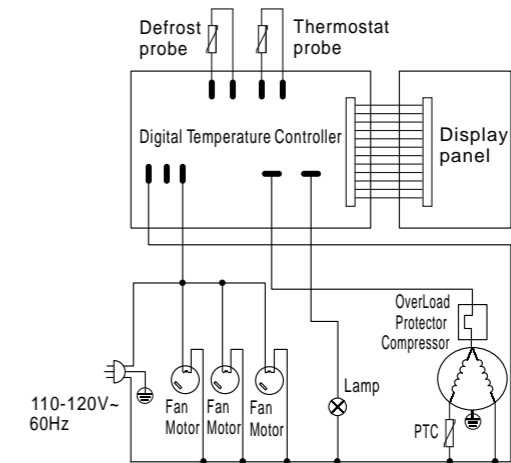 Defrost
probe
Thermostat
probe
Digital Temperature Controller
Display
panel
OverLoad
Protector
Compressor
110-120V~
60Hz
Fan
Motor
Fan
Motor
Fan
Motor
Lamp
PTC